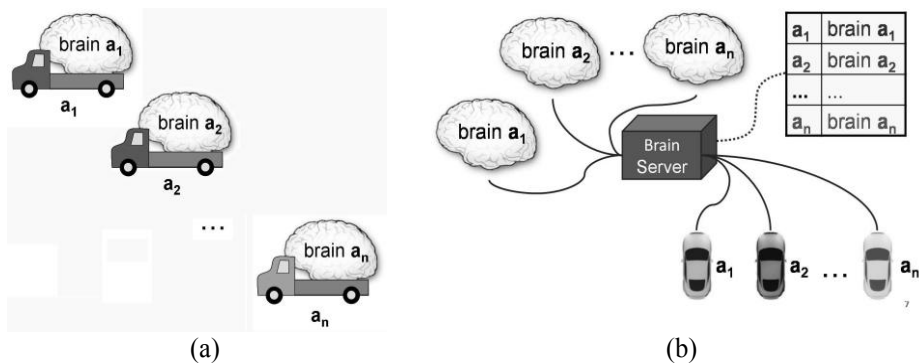 brain a1
a1
brain a2
a2
...
brain an
an
(a)
brain a1
brain a2
...
brain an
Brain
Server
a1 brain a1
a2 brain a2
... ...
an brain an
a1
a2
...
an
7
(b)